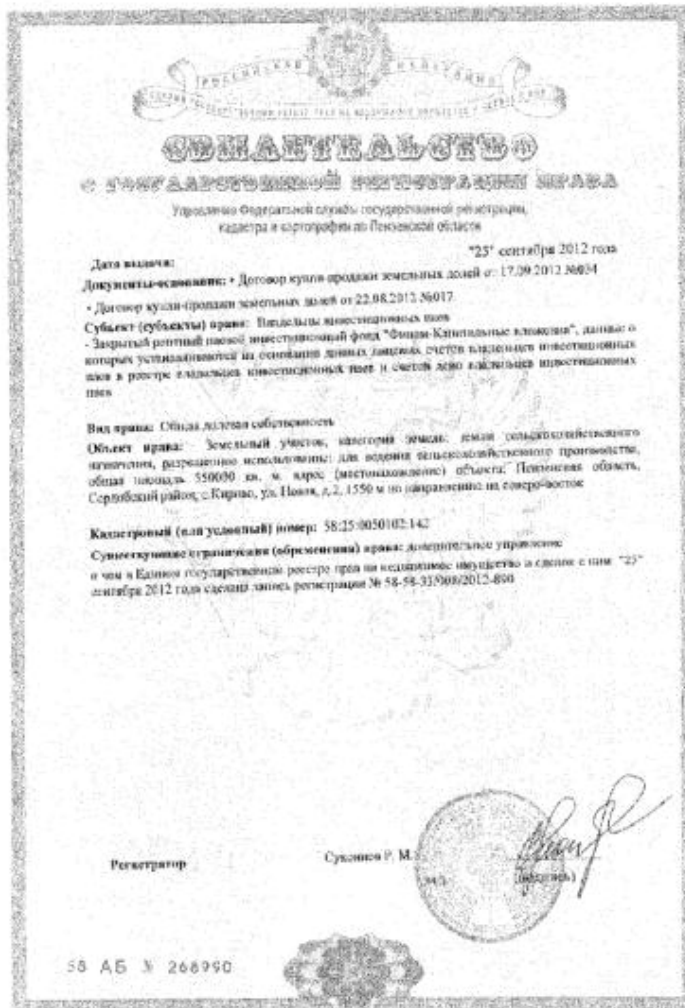 РОССИЙСКАЯ ФЕДЕРАЦИЯ
СВИДЕТЕЛЬСТВО
О ГОСУДАРСТВЕННОЙ РЕГИСТРАЦИИ ПРАВА
Управление Федеральной службы государственной регистрации,
кадастра и картографии по Пензенской области
Дата выдачи: "25" сентября 2012 года
Документы-основания: • Договор купли-продажи земельных долей от 17.09.2012 №034
• Договор купли-продажи земельных долей от 22.08.2012 №017
Субъект (субъекты) права: Владельцы инвестиционных паев
- Закрытый рентный паевой инвестиционный фонд "Финам-Капитальные вложения", данные о
которых устанавливаются на основании данных лицевых счетов владельцев инвестиционных
паев в реестре владельцев инвестиционных паев и счетов депо владельцев инвестиционных
паев
Вид права: Общая долевая собственность
Объект права: Земельный участок, категория земель: земли сельскохозяйственного
назначения, разрешенное использование: для ведения сельскохозяйственного производства,
общая площадь 550000 кв. м, адрес (местонахождение) объекта: Пензенская область,
Сердобский район, с.Кирово, ул. Новая, д.2, 1550 м по направлению на северо-восток
Кадастровый (или условный) номер: 58:25:0050102:142
Существующие ограничения (обременения) права: доверительное управление
о чем в Едином государственном реестре прав на недвижимое имущество и сделок с ним "25"
сентября 2012 года сделана запись регистрации № 58-58-33/008/2012-890
Регистратор Р. М.
(подпись)
58 АБ № 268990